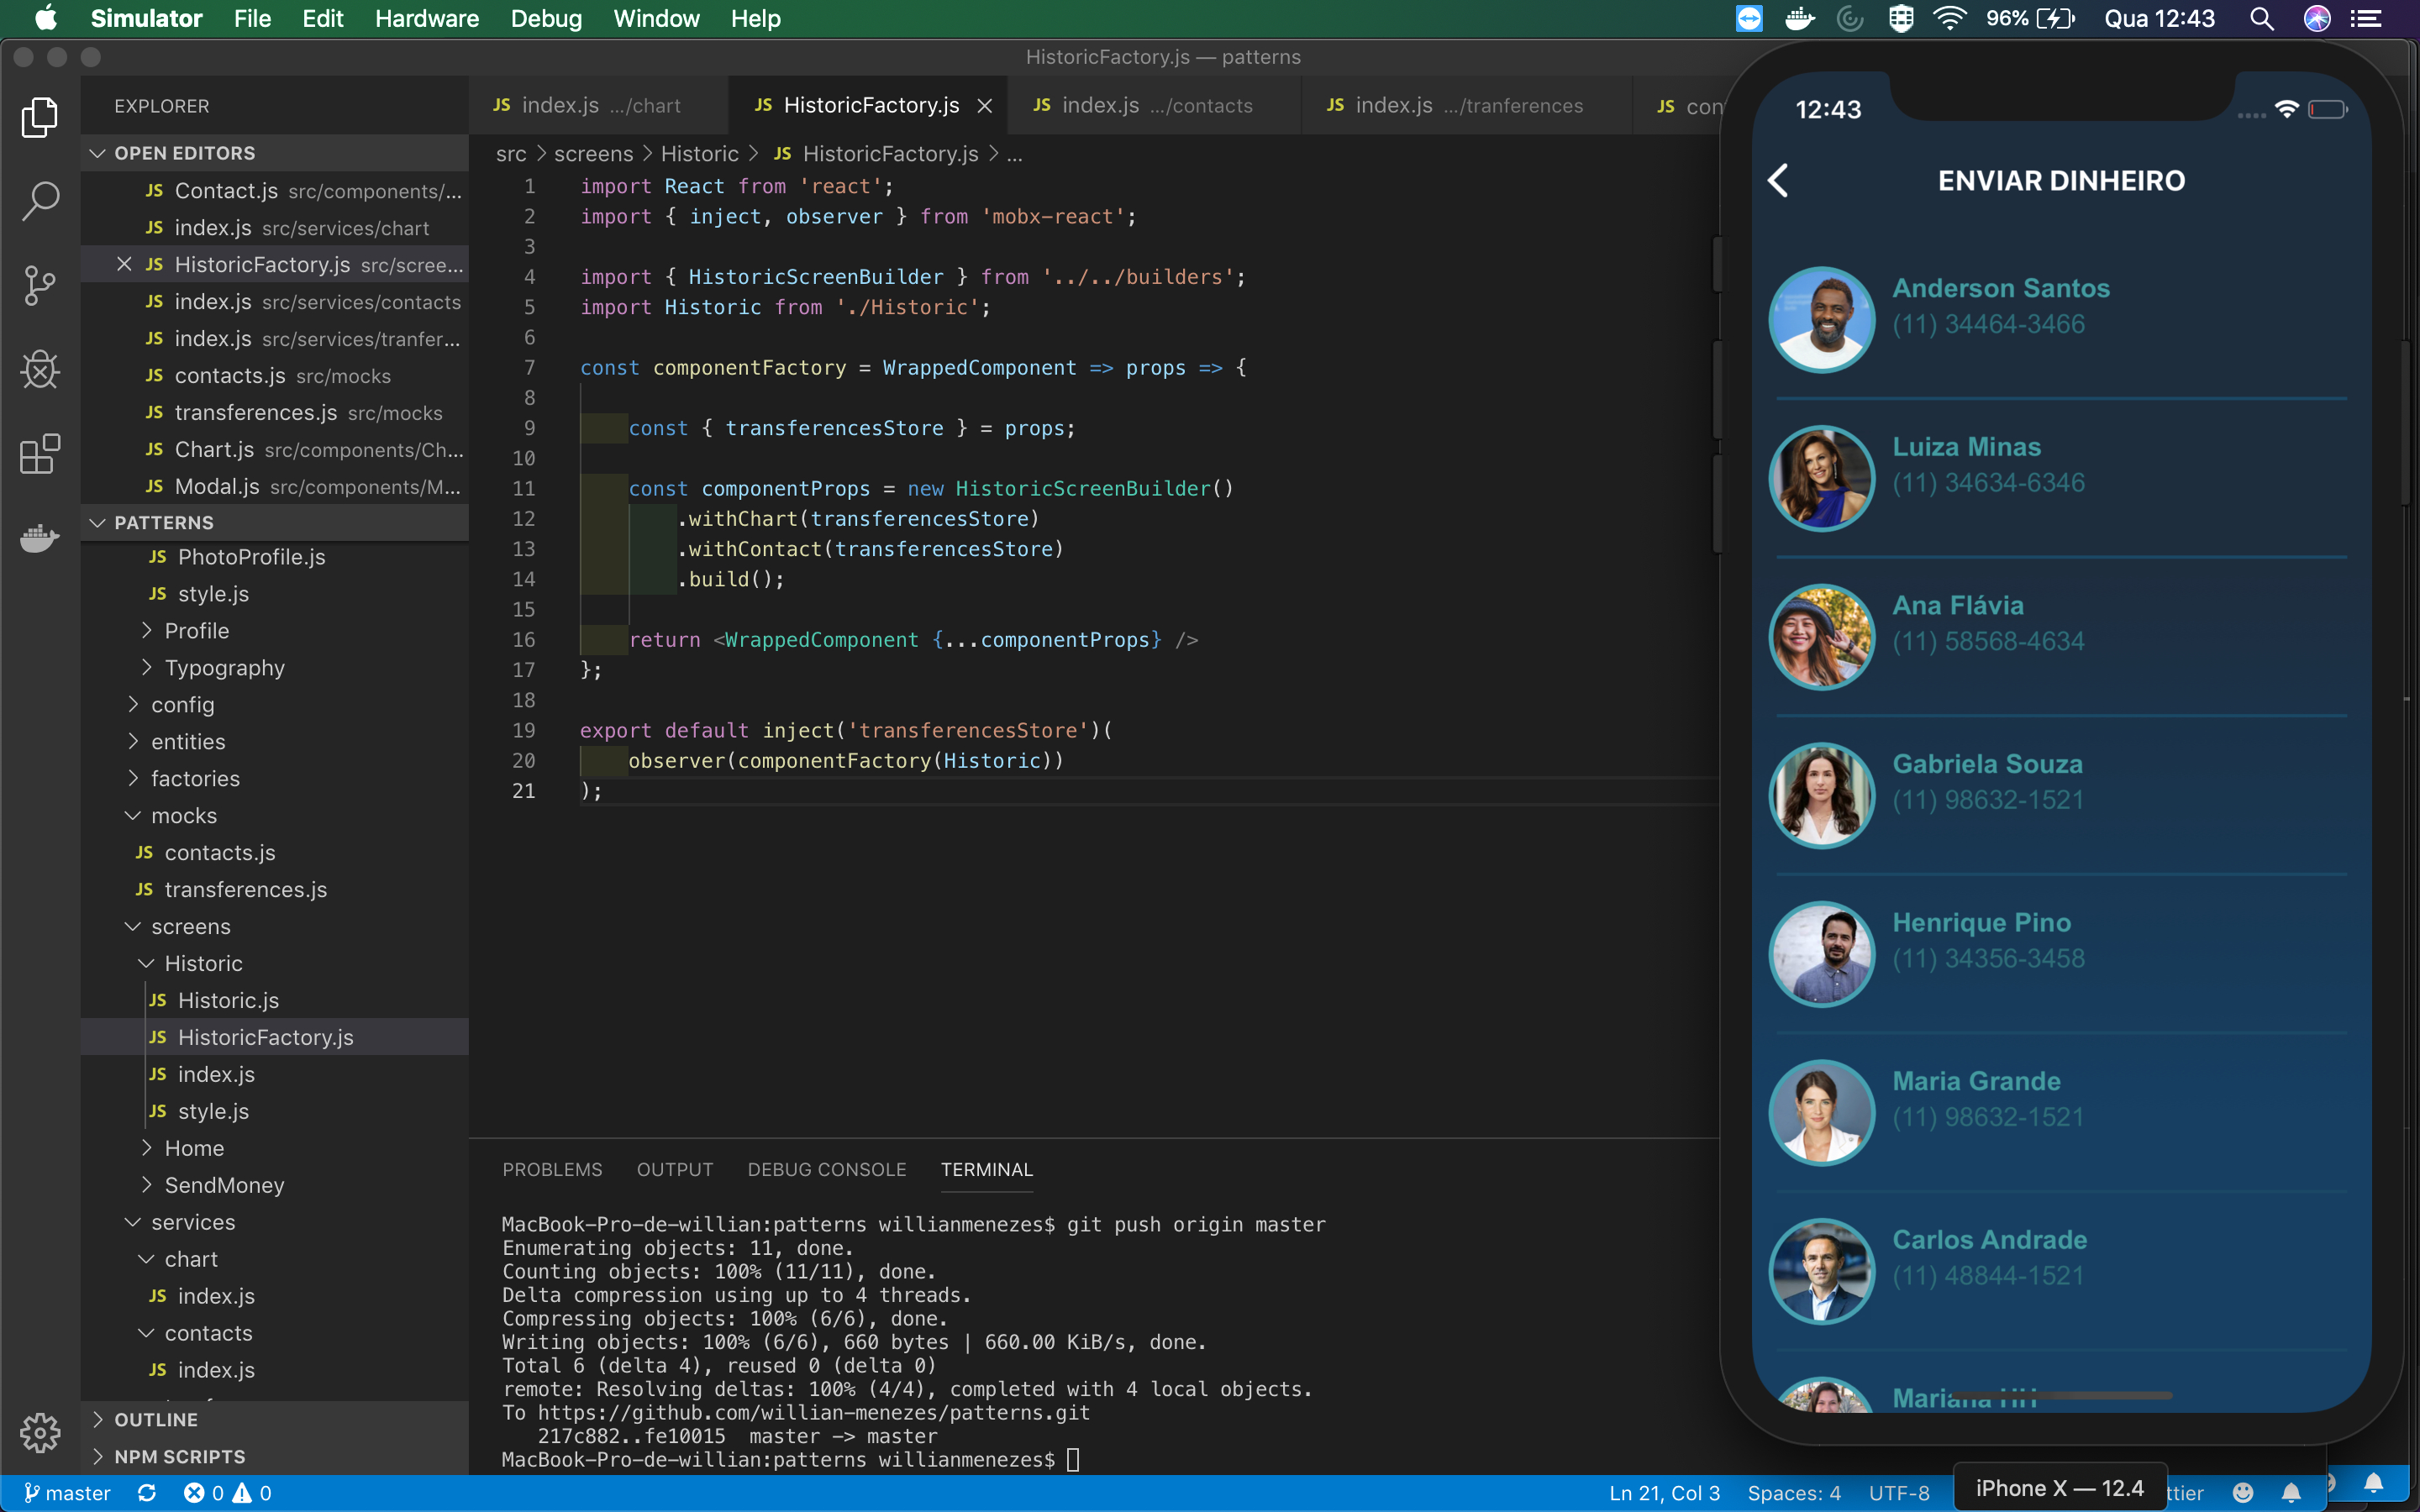 Simulator File Edit Hardware Debug Window Help 96% Qua 12:43
HistoricFactory.js — patterns
EXPLORER
OPEN EDITORS
JS Contact.js src/components/...
JS index.js src/services/chart
JS HistoricFactory.js src/scree...
JS index.js src/services/contacts
JS index.js src/services/tranfer...
JS contacts.js src/mocks
JS transferences.js src/mocks
JS Chart.js src/components/Ch...
JS Modal.js src/components/M...
PATTERNS
JS PhotoProfile.js
JS style.js
Profile
Typography
config
entities
factories
mocks
JS contacts.js
JS transferences.js
screens
Historic
JS Historic.js
JS HistoricFactory.js
JS index.js
JS style.js
Home
SendMoney
services
chart
JS index.js
contacts
JS index.js
OUTLINE
NPM SCRIPTS
JS index.js .../chart JS HistoricFactory.js JS index.js .../contacts JS index.js .../tranferences JS con
src > screens > Historic > JS HistoricFactory.js > ...
1 import React from 'react';
2 import { inject, observer } from 'mobx-react';
3
4 import { HistoricScreenBuilder } from '../../builders';
5 import Historic from './Historic';
6
7 const componentFactory = WrappedComponent => props => {
8
9 const { transferencesStore } = props;
10
11 const componentProps = new HistoricScreenBuilder()
12 .withChart(transferencesStore)
13 .withContact(transferencesStore)
14 .build();
15
16 return <WrappedComponent {...componentProps} />
17 };
18
19 export default inject('transferencesStore')(
20 observer(componentFactory(Historic))
21 );
PROBLEMS OUTPUT DEBUG CONSOLE TERMINAL
MacBook-Pro-de-willian:patterns willianmenezes$ git push origin master
Enumerating objects: 11, done.
Counting objects: 100% (11/11), done.
Delta compression using up to 4 threads.
Compressing objects: 100% (6/6), done.
Writing objects: 100% (6/6), 660 bytes | 660.00 KiB/s, done.
Total 6 (delta 4), reused 0 (delta 0)
remote: Resolving deltas: 100% (4/4), completed with 4 local objects.
To https://github.com/willian-menezes/patterns.git
217c882..fe10015 master -> master
MacBook-Pro-de-willian:patterns willianmenezes$
12:43
ENVIAR DINHEIRO
Anderson Santos
(11) 34464-3466
Luiza Minas
(11) 34634-6346
Ana Flávia
(11) 58568-4634
Gabriela Souza
(11) 98632-1521
Henrique Pino
(11) 34356-3458
Maria Grande
(11) 98632-1521
Carlos Andrade
(11) 48844-1521
Mariana HH
master 0 0 Ln 21, Col 3 Spaces: 4 UTF-8 ttier
iPhone X — 12.4